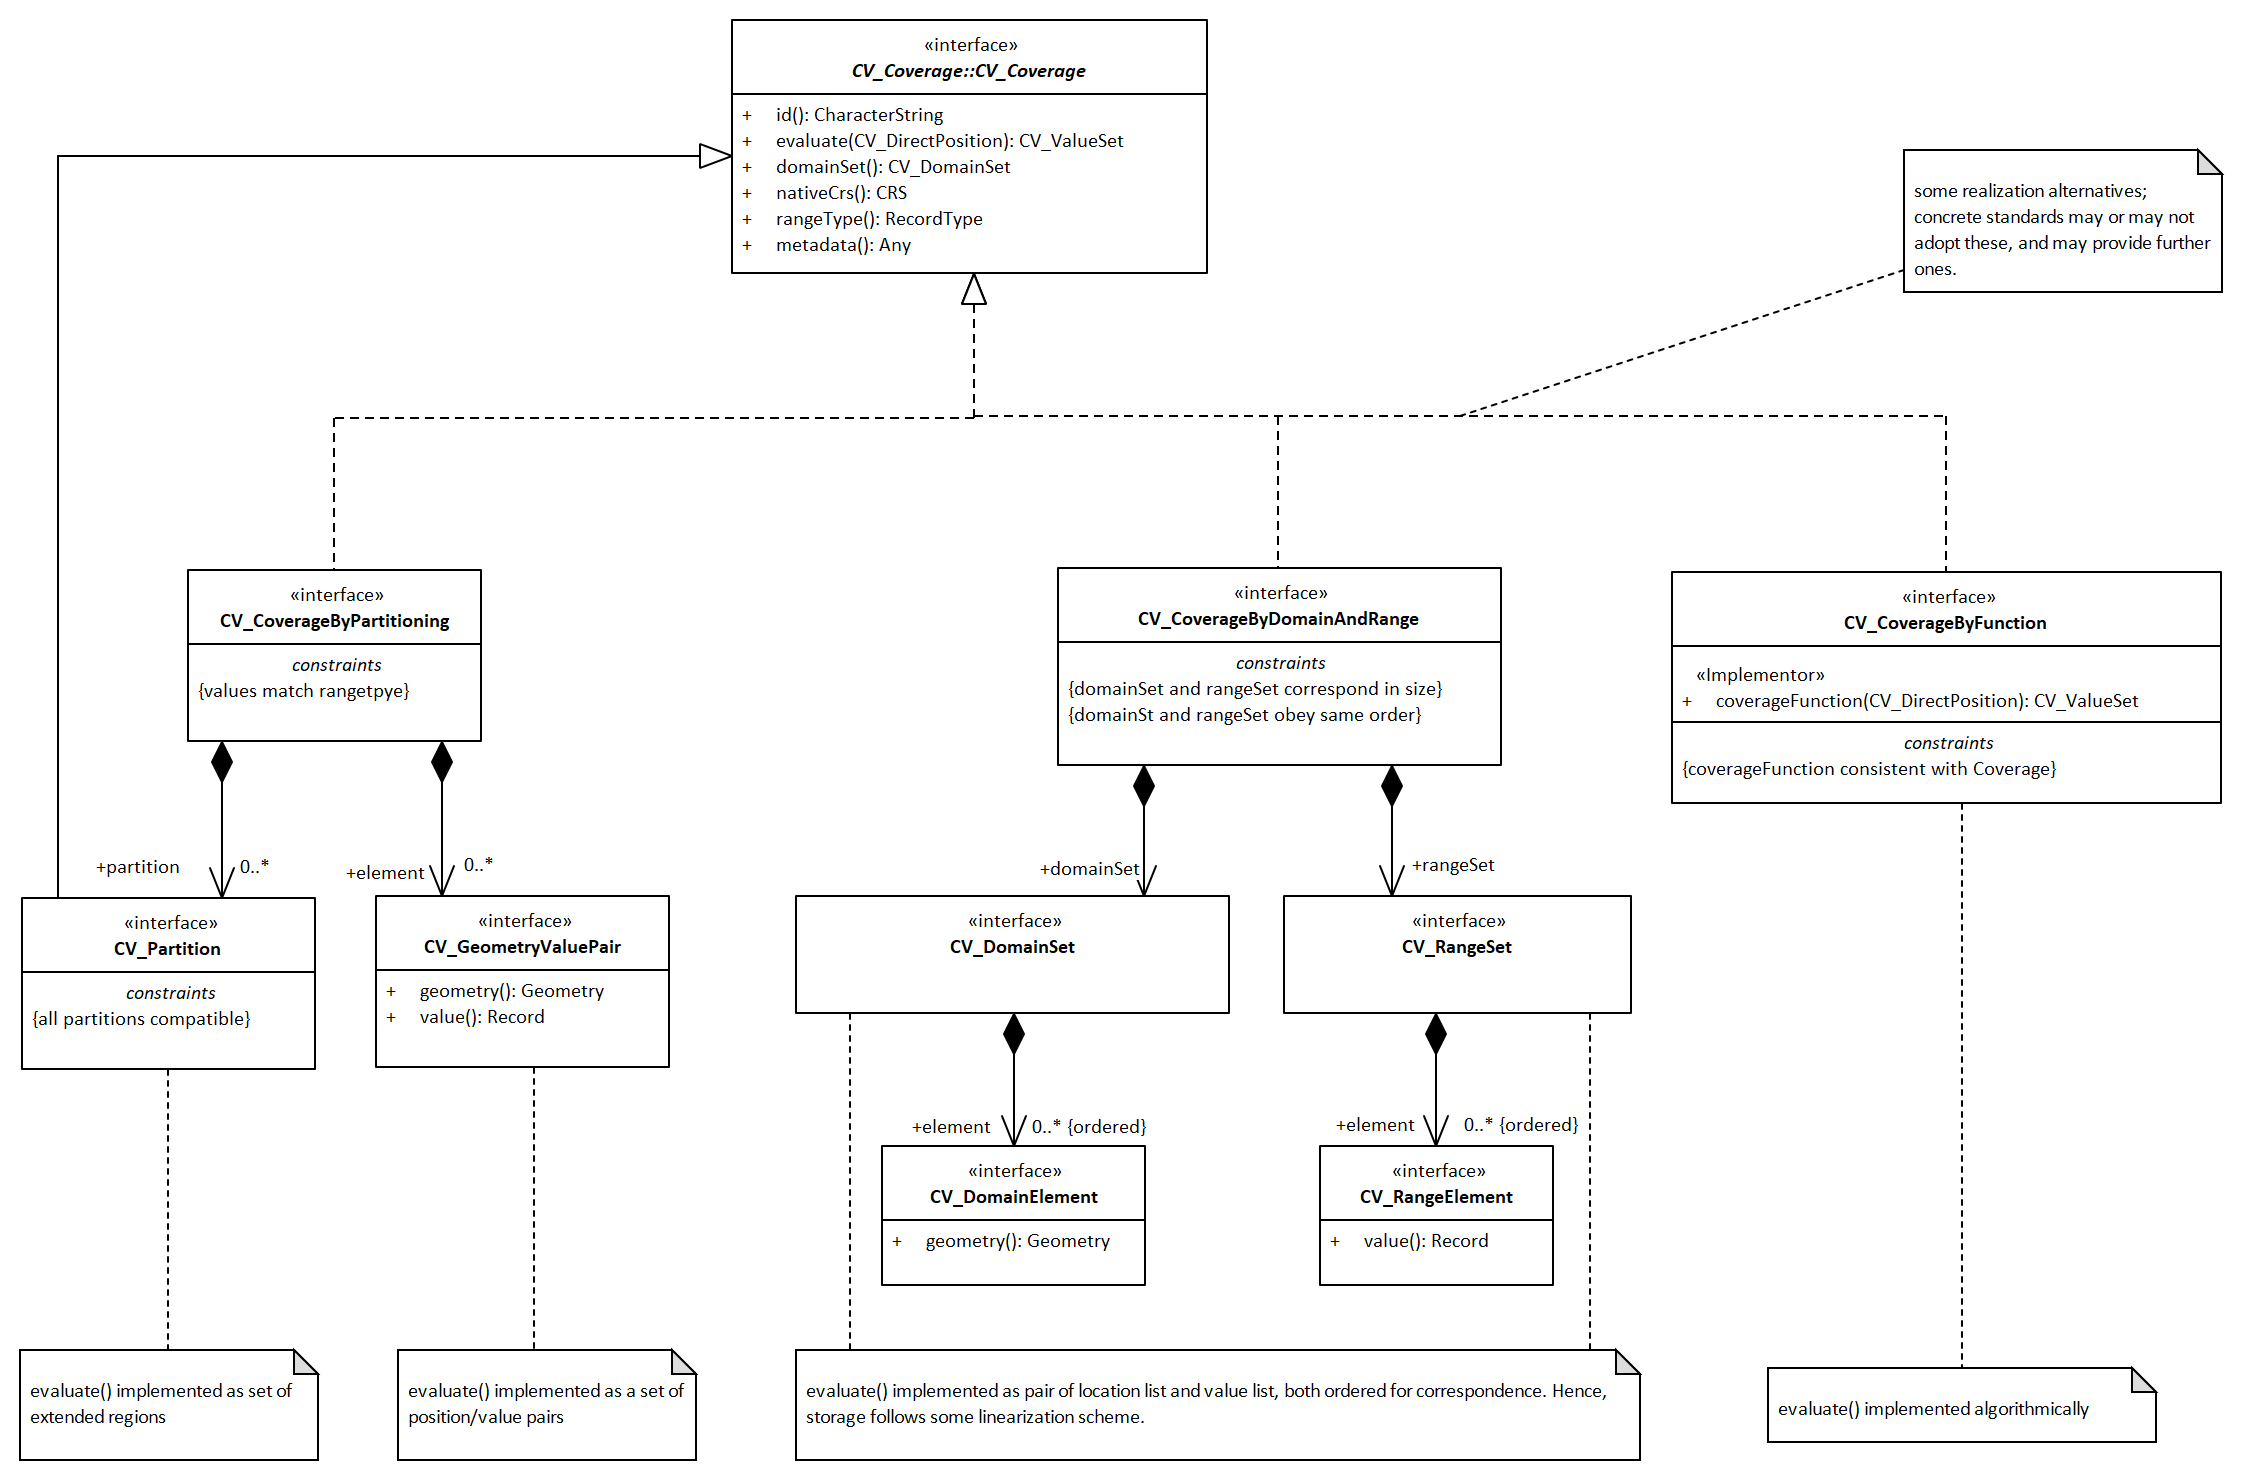 «interface»
CV_Coverage::CV_Coverage
+ id(): CharacterString
+ evaluate(CV_DirectPosition): CV_ValueSet
+ domainSet(): CV_DomainSet
+ nativeCrs(): CRS
+ rangeType(): RecordType
+ metadata(): Any
some realization alternatives;
concrete standards may or may not
adopt these, and may provide further
ones.
«interface»
CV_CoverageByPartitioning
constraints
{values match rangetpye}
«interface»
CV_CoverageByDomainAndRange
constraints
{domainSet and rangeSet correspond in size}
{domainSt and rangeSet obey same order}
«interface»
CV_CoverageByFunction
«Implementor»
+ coverageFunction(CV_DirectPosition): CV_ValueSet
constraints
{coverageFunction consistent with Coverage}
+partition
0..*
+element
0..*
+domainSet
+rangeSet
«interface»
CV_Partition
constraints
{all partitions compatible}
«interface»
CV_GeometryValuePair
+ geometry(): Geometry
+ value(): Record
«interface»
CV_DomainSet
«interface»
CV_RangeSet
+element
0..* {ordered}
+element
0..* {ordered}
«interface»
CV_DomainElement
+ geometry(): Geometry
«interface»
CV_RangeElement
+ value(): Record
evaluate() implemented as set of
extended regions
evaluate() implemented as a set of
position/value pairs
evaluate() implemented as pair of location list and value list, both ordered for correspondence. Hence,
storage follows some linearization scheme.
evaluate() implemented algorithmically